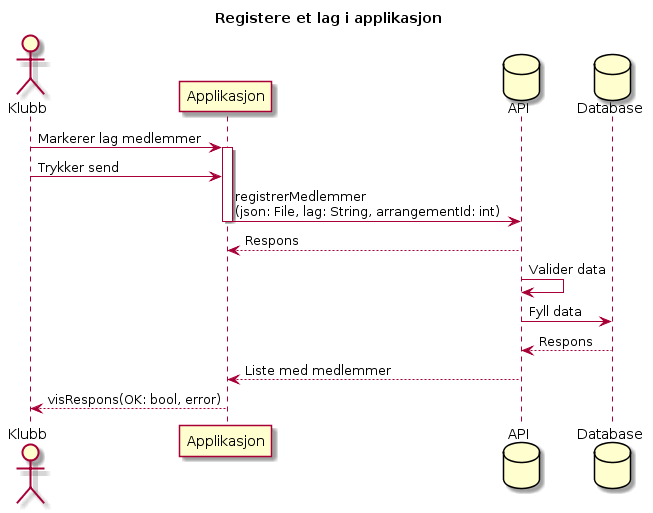 Registere et lag i applikasjon
Klubb
Applikasjon
API
Database
Markerer lag medlemmer
Trykker send
registrerMedlemmer
(json: File, lag: String, arrangementId: int)
Respons
Valider data
Fyll data
Respons
Liste med medlemmer
visRespons(OK: bool, error)
Klubb
Applikasjon
API
Database